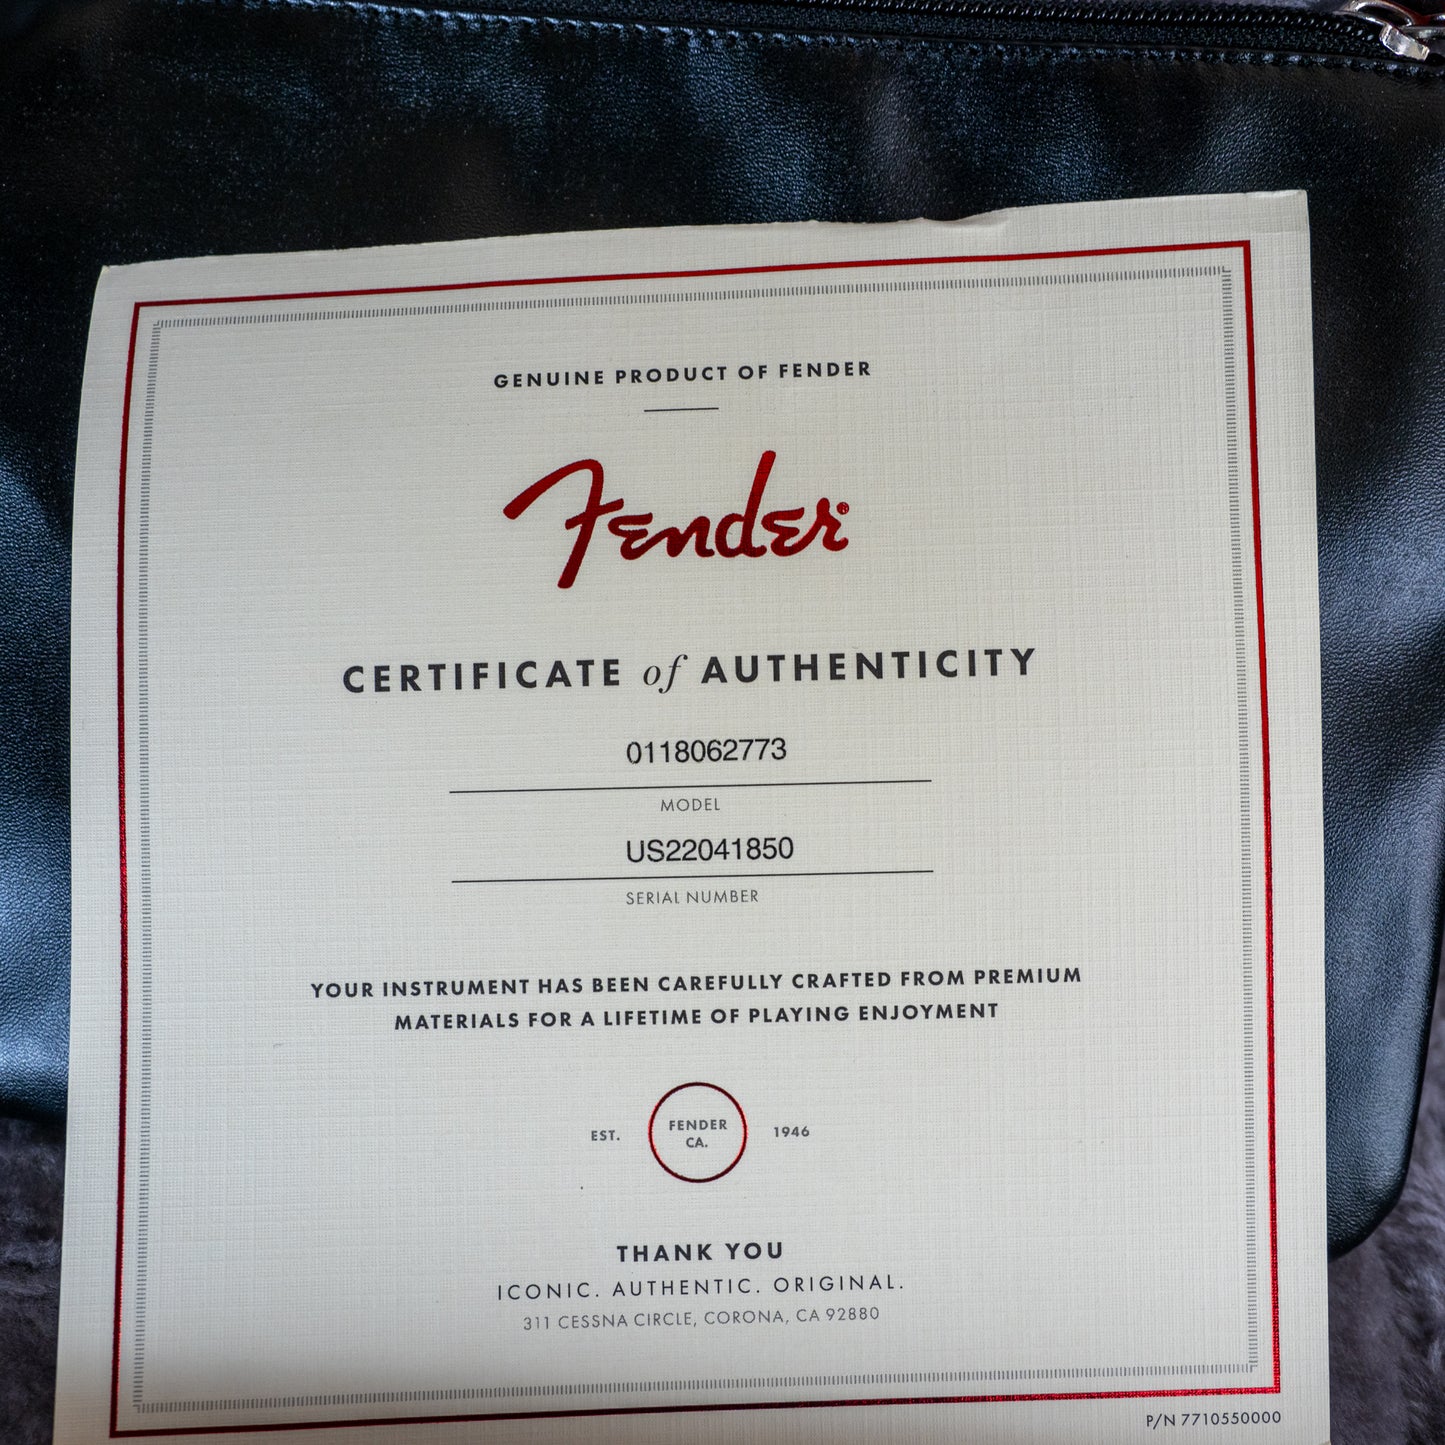 GENUINE PRODUCT OF FENDER
Fender®
CERTIFICATE of AUTHENTICITY
0118062773
MODEL
US22041850
SERIAL NUMBER
YOUR INSTRUMENT HAS BEEN CAREFULLY CRAFTED FROM PREMIUM
MATERIALS FOR A LIFETIME OF PLAYING ENJOYMENT
EST. FENDER CA. 1946
THANK YOU
ICONIC. AUTHENTIC. ORIGINAL.
311 CESSNA CIRCLE, CORONA, CA 92880
P/N 7710550000